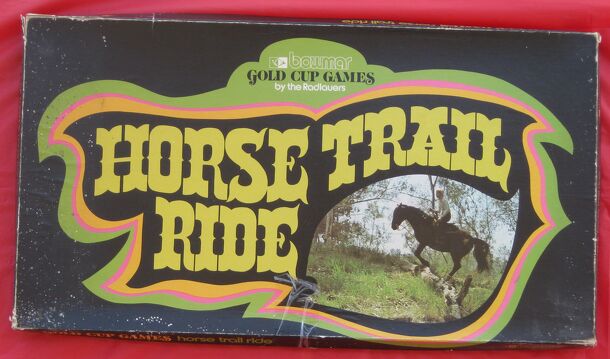 bowmar
GOLD CUP GAMES
by the Radlauers
HORSE TRAIL
RIDE
GOLD CUP GAMES horse trail ride